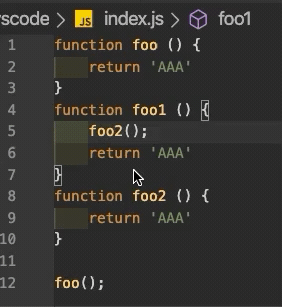 rscode > JS index.js > foo1
1 function foo () {
2     return 'AAA'
3 }
4 function foo1 () {
5     foo2();
6     return 'AAA'
7 }
8 function foo2 () {
9     return 'AAA'
10 }
11
12 foo();